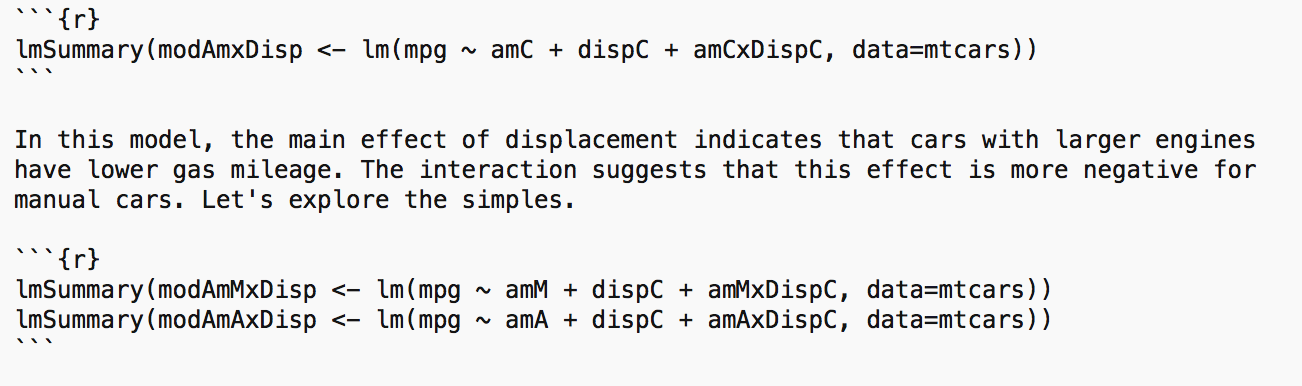 ```{r}
lmSummary(modAmxDisp <- lm(mpg ~ amC + dispC + amCxDispC, data=mtcars))
```
In this model, the main effect of displacement indicates that cars with larger engines
have lower gas mileage. The interaction suggests that this effect is more negative for
manual cars. Let's explore the simples.
```{r}
lmSummary(modAmMxDisp <- lm(mpg ~ amM + dispC + amMxDispC, data=mtcars))
lmSummary(modAmAxDisp <- lm(mpg ~ amA + dispC + amAxDispC, data=mtcars))
```